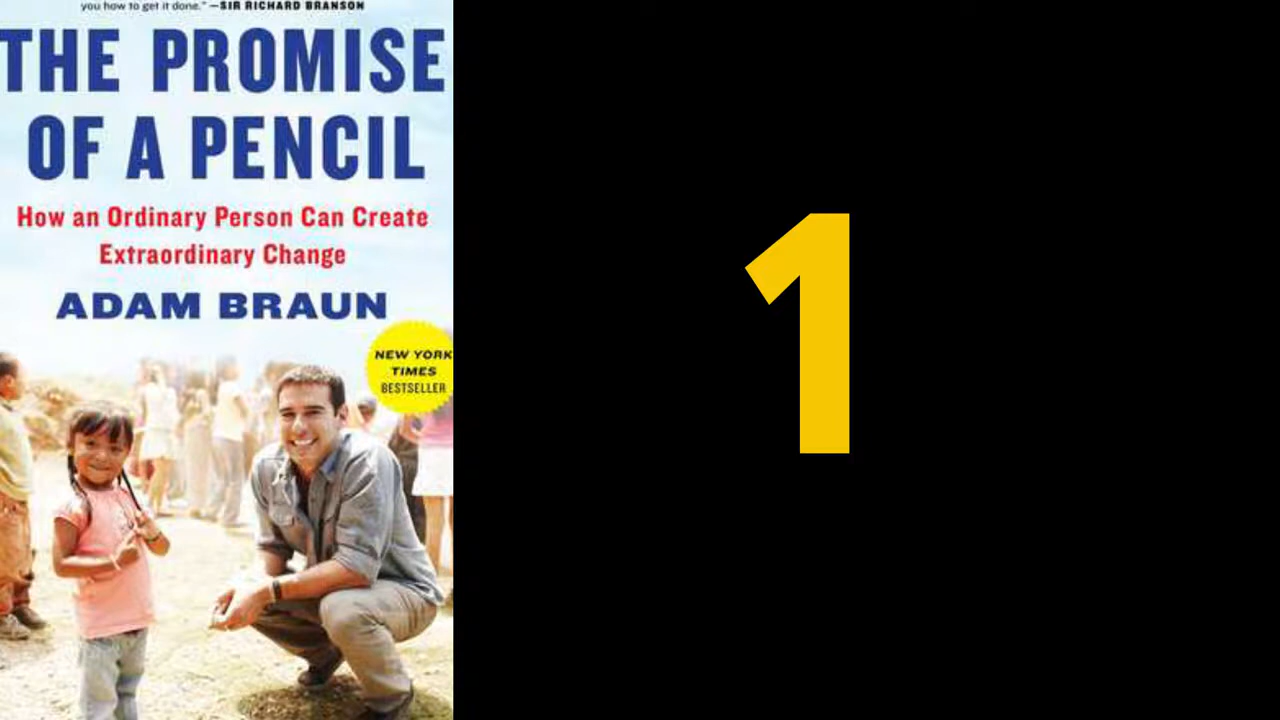 you how to get it done." —SIR RICHARD BRANSON
THE PROMISE
OF A PENCIL
How an Ordinary Person Can Create
Extraordinary Change
ADAM BRAUN
NEW YORK
TIMES
BESTSELLER
1